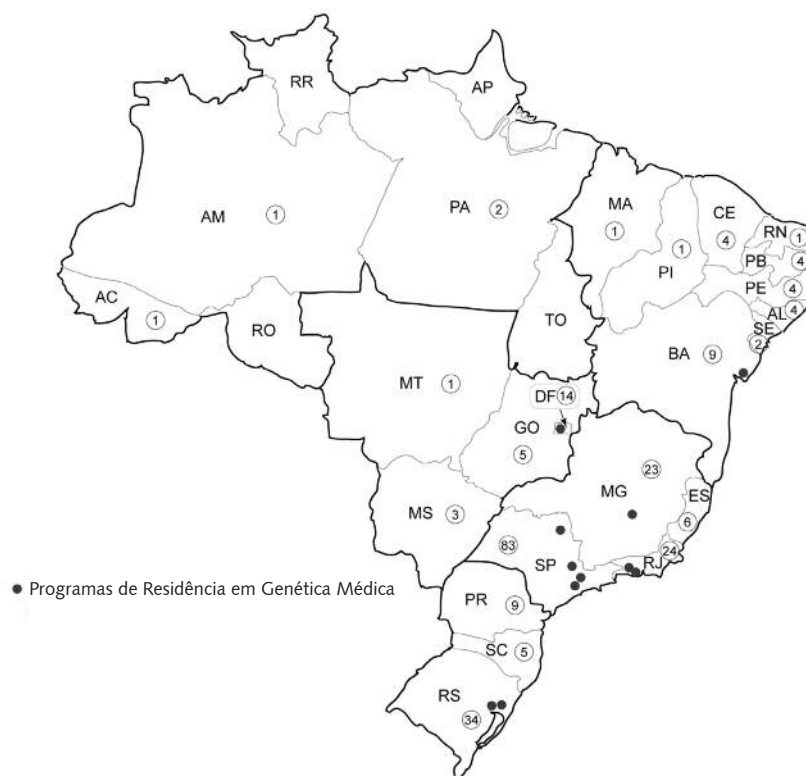 RR
AP
AM 1
PA 2
MA
1
CE
4
RN 1
PI
1
PB 4
PE 4
AL 4
SE
2
AC
1
RO
TO
BA 9
MT 1
DF 14
GO
5
23
MG
ES
6
MS 3
83
SP
24
RJ
● Programas de Residência em Genética Médica
PR
9
SC 5
RS
34